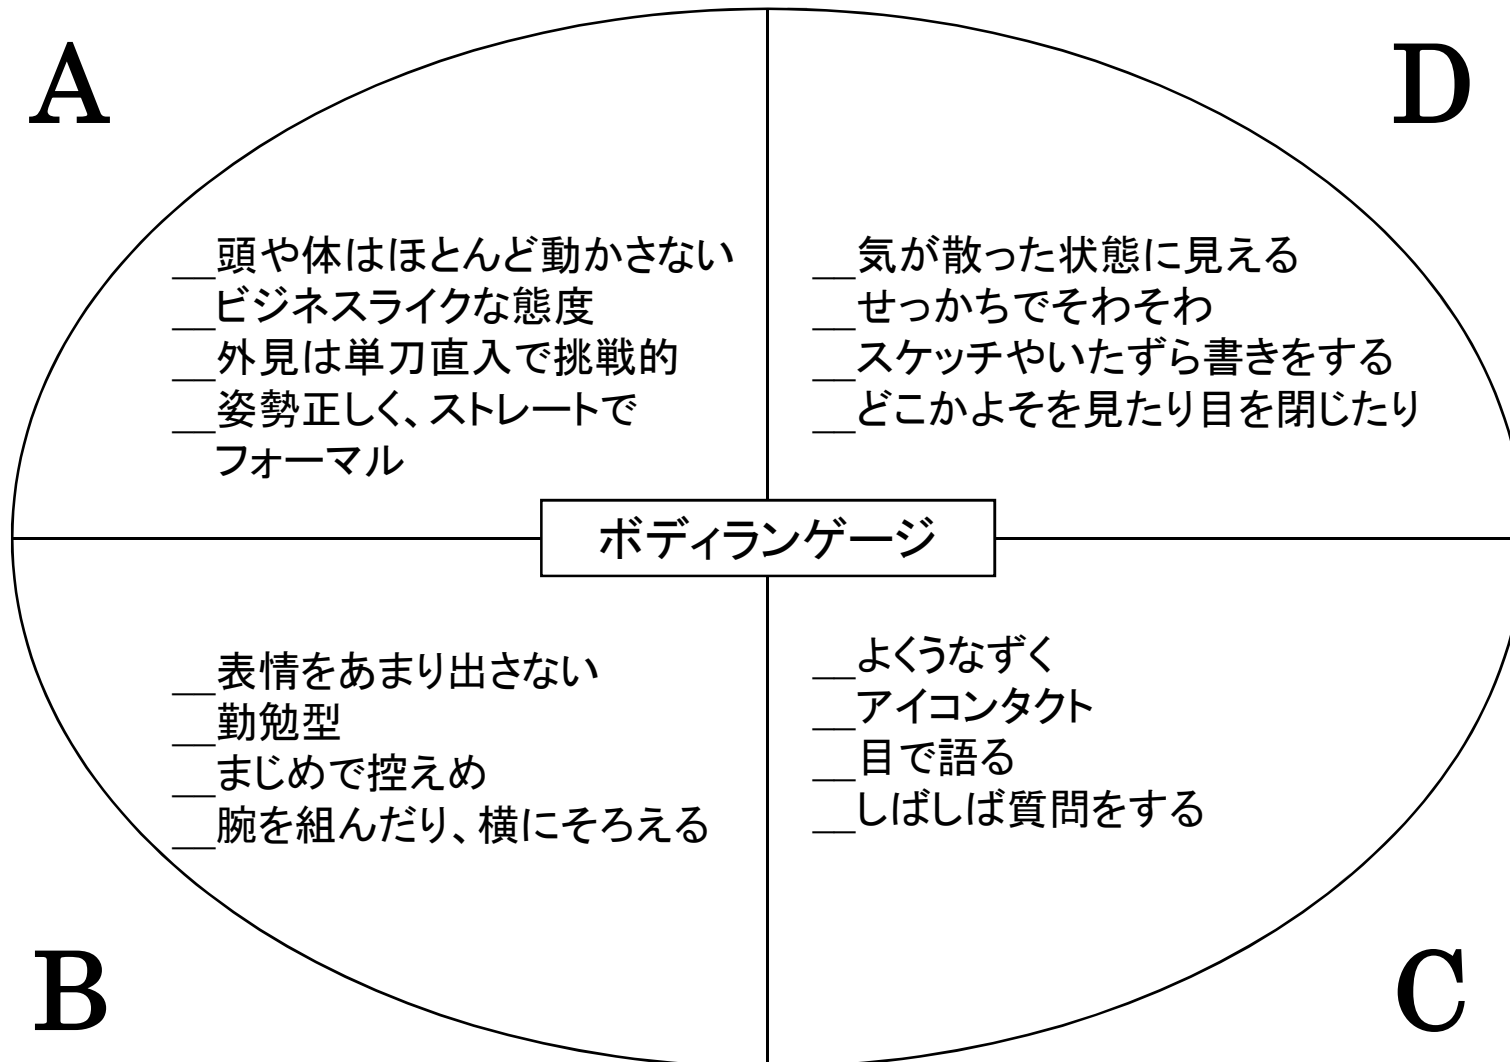 A
__頭や体はほとんど動かさない
__ビジネスライクな態度
__外見は単刀直入で挑戦的
__姿勢正しく、ストレートで
フォーマル
D
__気が散った状態に見える
__せっかちでそわそわ
__スケッチやいたずら書きをする
__どこかよそを見たり目を閉じたり
ボディランゲージ
__表情をあまり出さない
__勤勉型
__まじめで控えめ
__腕を組んだり、横にそろえる
B
__よくうなずく
__アイコンタクト
__目で語る
__しばしば質問をする
C